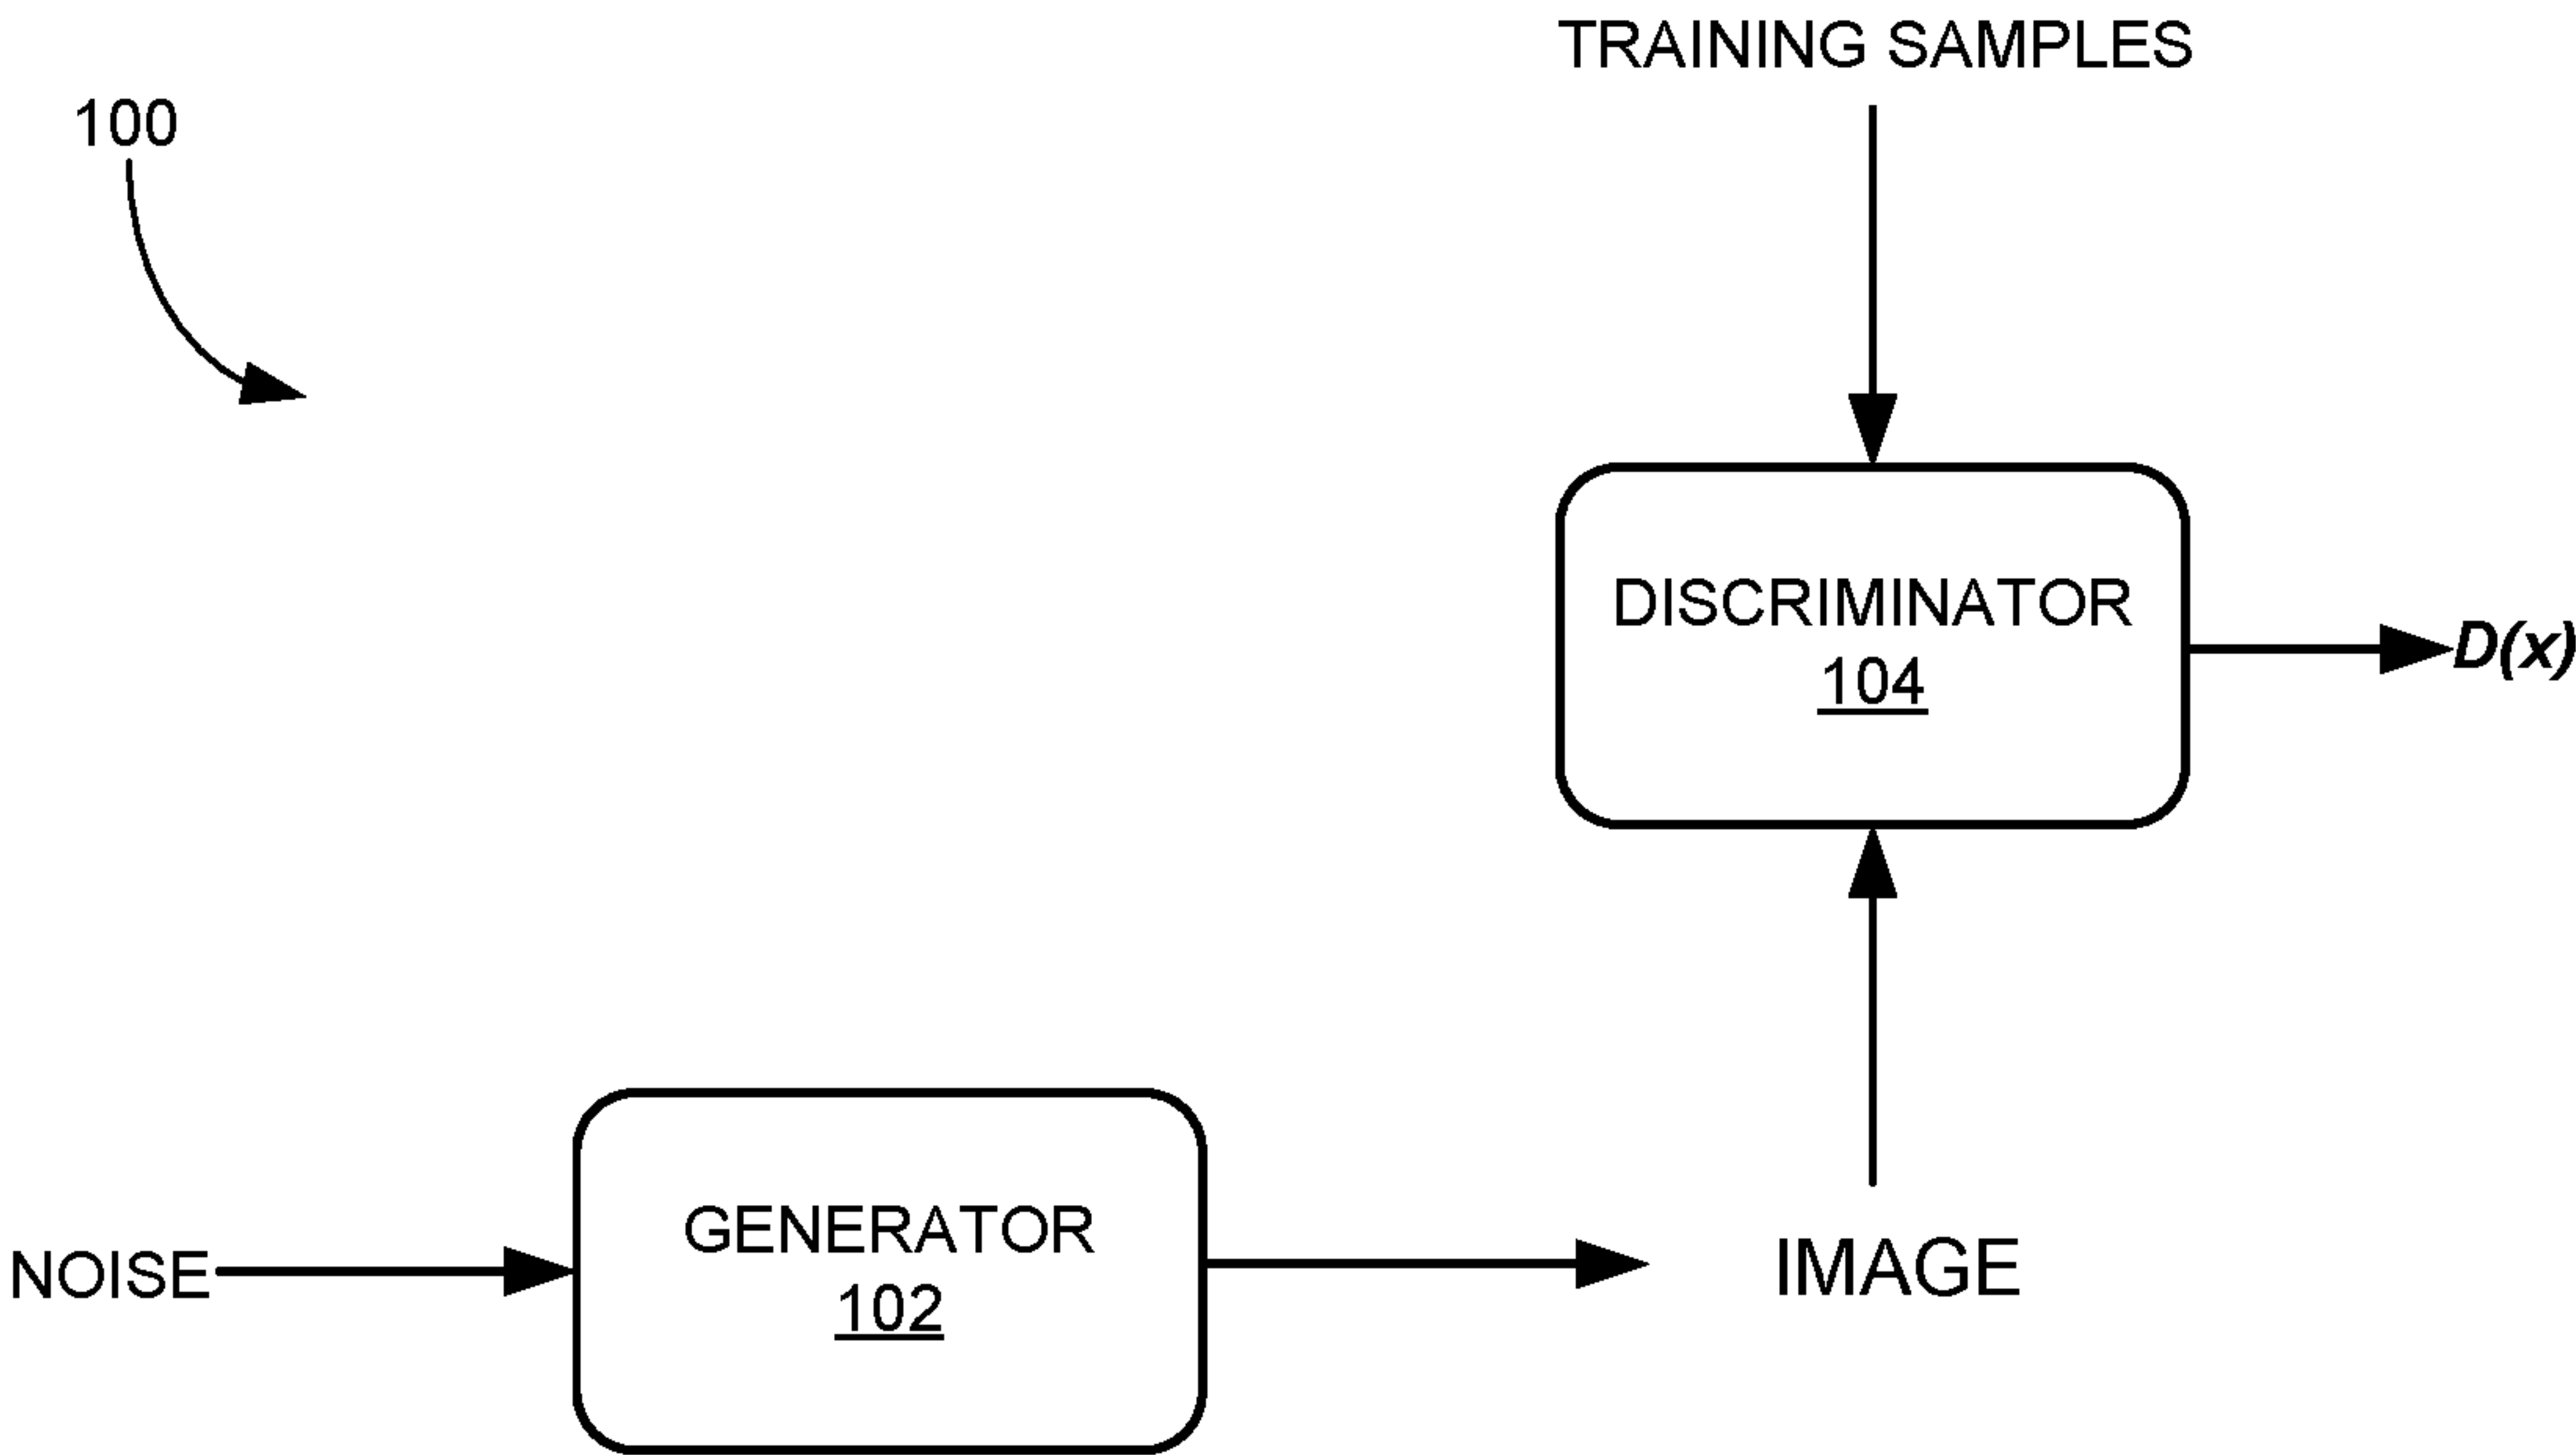 TRAINING SAMPLES
100
DISCRIMINATOR
104
D(x)
GENERATOR
102
NOISE
IMAGE